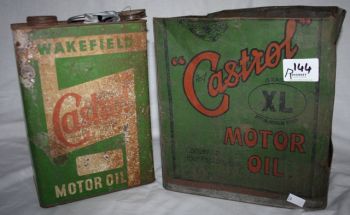 WAKEFIELD
Castrol
MOTOR OIL
"Castrol"
144
XL
MOTOR
OIL